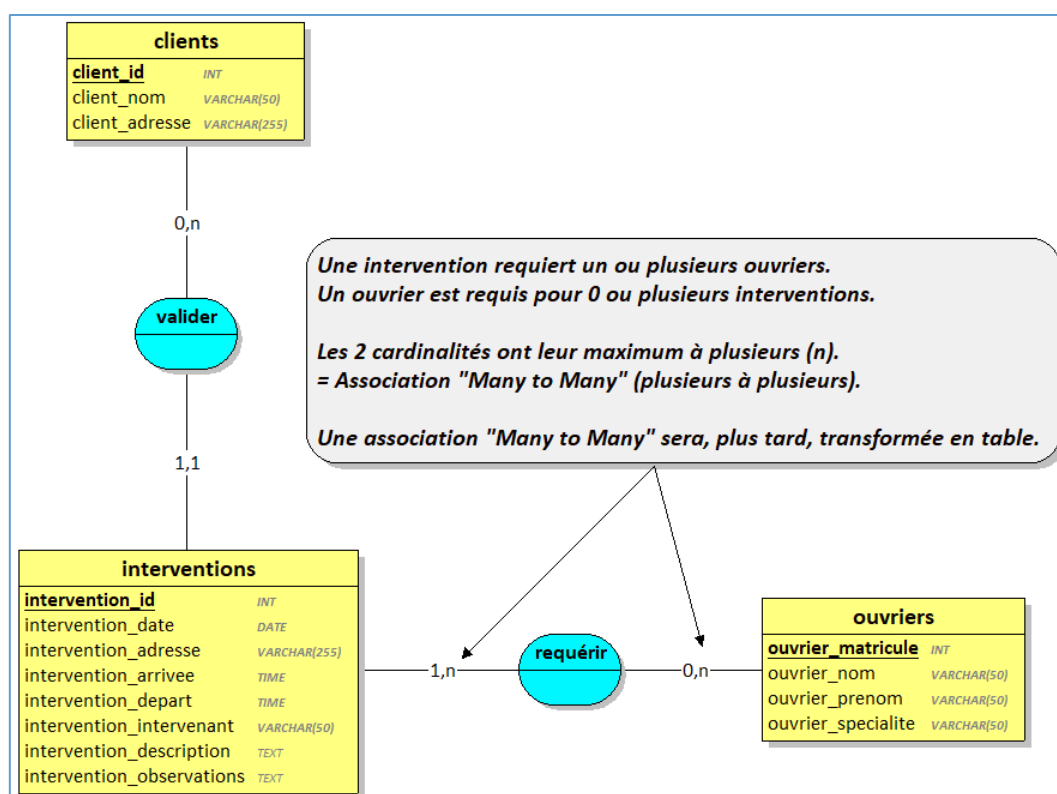 clients
client_id INT
client_nom VARCHAR(50)
client_adresse VARCHAR(255)
0,n
valider
1,1
Une intervention requiert un ou plusieurs ouvriers.
Un ouvrier est requis pour 0 ou plusieurs interventions.
Les 2 cardinalités ont leur maximum à plusieurs (n).
= Association "Many to Many" (plusieurs à plusieurs).
Une association "Many to Many" sera, plus tard, transformée en table.
interventions
intervention_id INT
intervention_date DATE
intervention_adresse VARCHAR(255)
intervention_arrivee TIME
intervention_depart TIME
intervention_intervenant VARCHAR(50)
intervention_description TEXT
intervention_observations TEXT
1,n
requérir
0,n
ouvriers
ouvrier_matricule INT
ouvrier_nom VARCHAR(50)
ouvrier_prenom VARCHAR(50)
ouvrier_specialite VARCHAR(50)